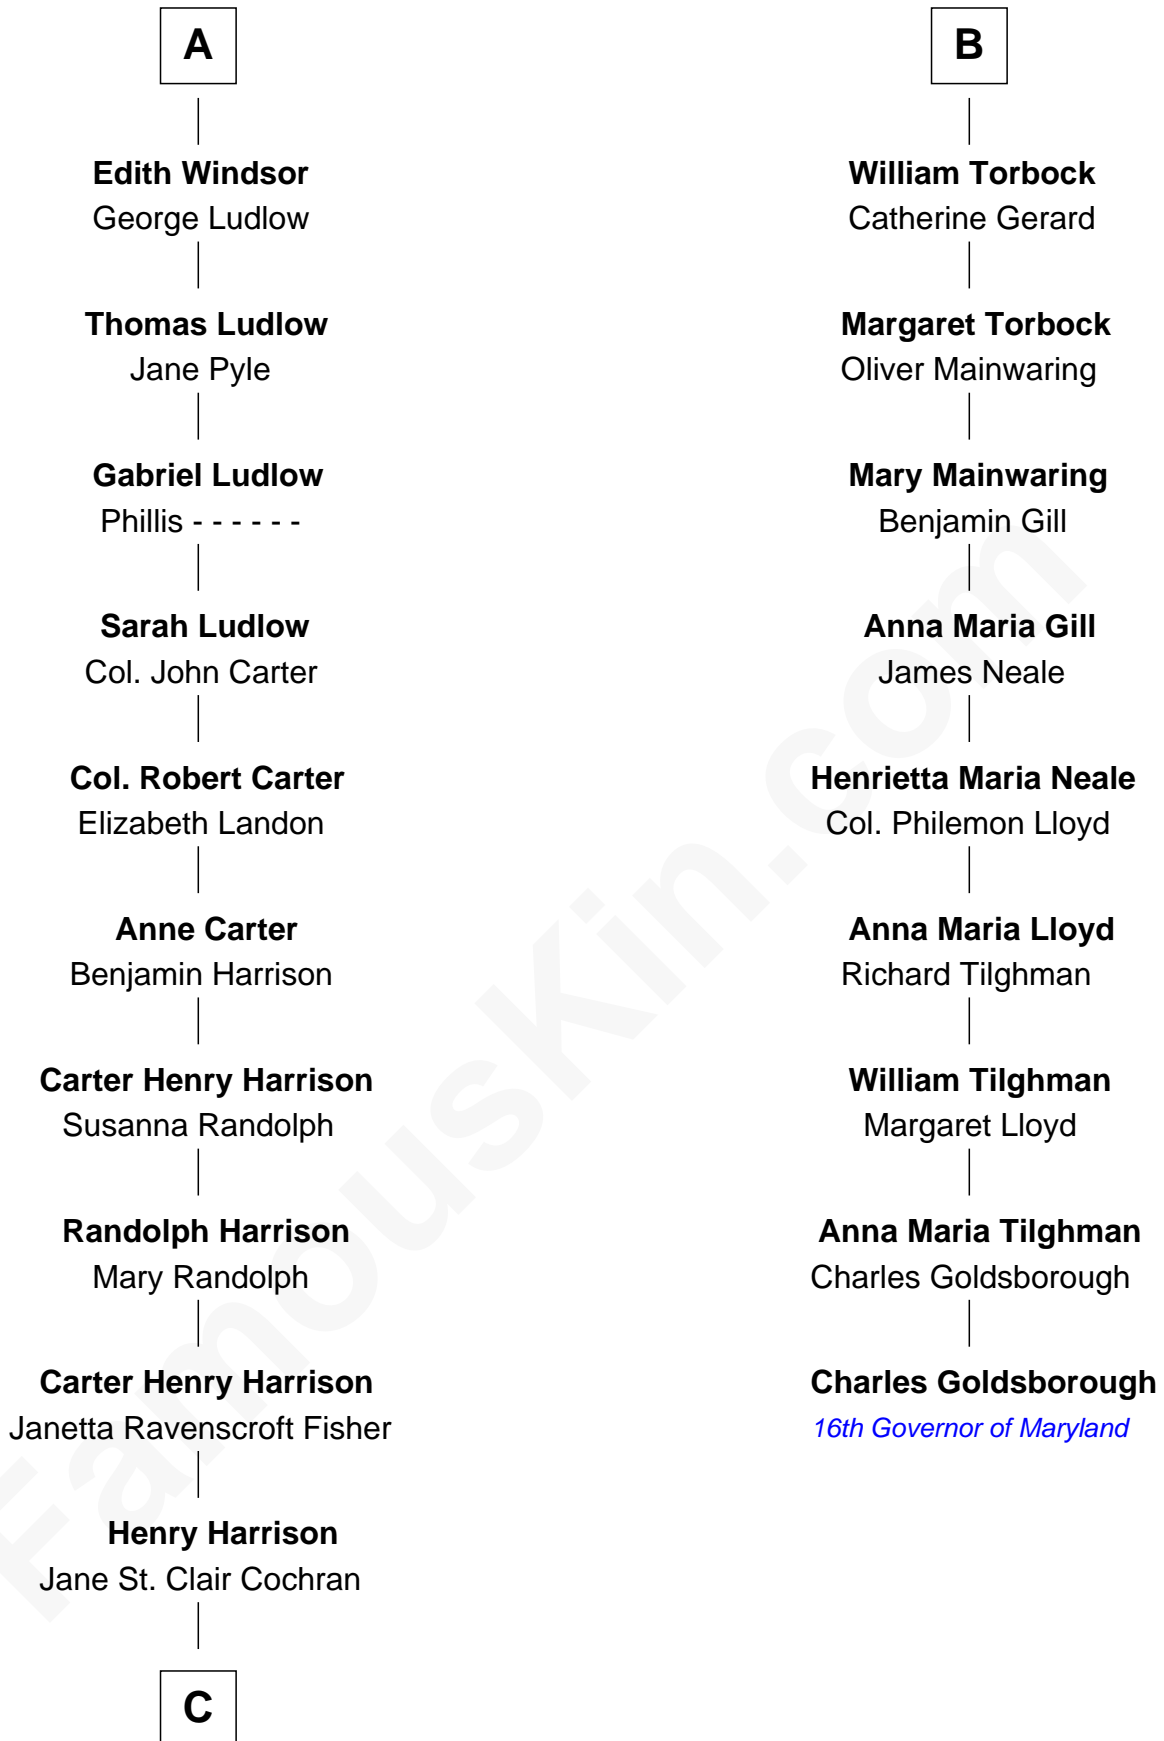 A
Edith Windsor
George Ludlow
Thomas Ludlow
Jane Pyle
Gabriel Ludlow
Phillis - - - - - -
Sarah Ludlow
Col. John Carter
Col. Robert Carter
Elizabeth Landon
Anne Carter
Benjamin Harrison
Carter Henry Harrison
Susanna Randolph
Randolph Harrison
Mary Randolph
Carter Henry Harrison
Janetta Ravenscroft Fisher
Henry Harrison
Jane St. Clair Cochran
C
B
William Torbock
Catherine Gerard
Margaret Torbock
Oliver Mainwaring
Mary Mainwaring
Benjamin Gill
Anna Maria Gill
James Neale
Henrietta Maria Neale
Col. Philemon Lloyd
Anna Maria Lloyd
Richard Tilghman
William Tilghman
Margaret Lloyd
Anna Maria Tilghman
Charles Goldsborough
Charles Goldsborough
16th Governor of Maryland
FamousKin.com